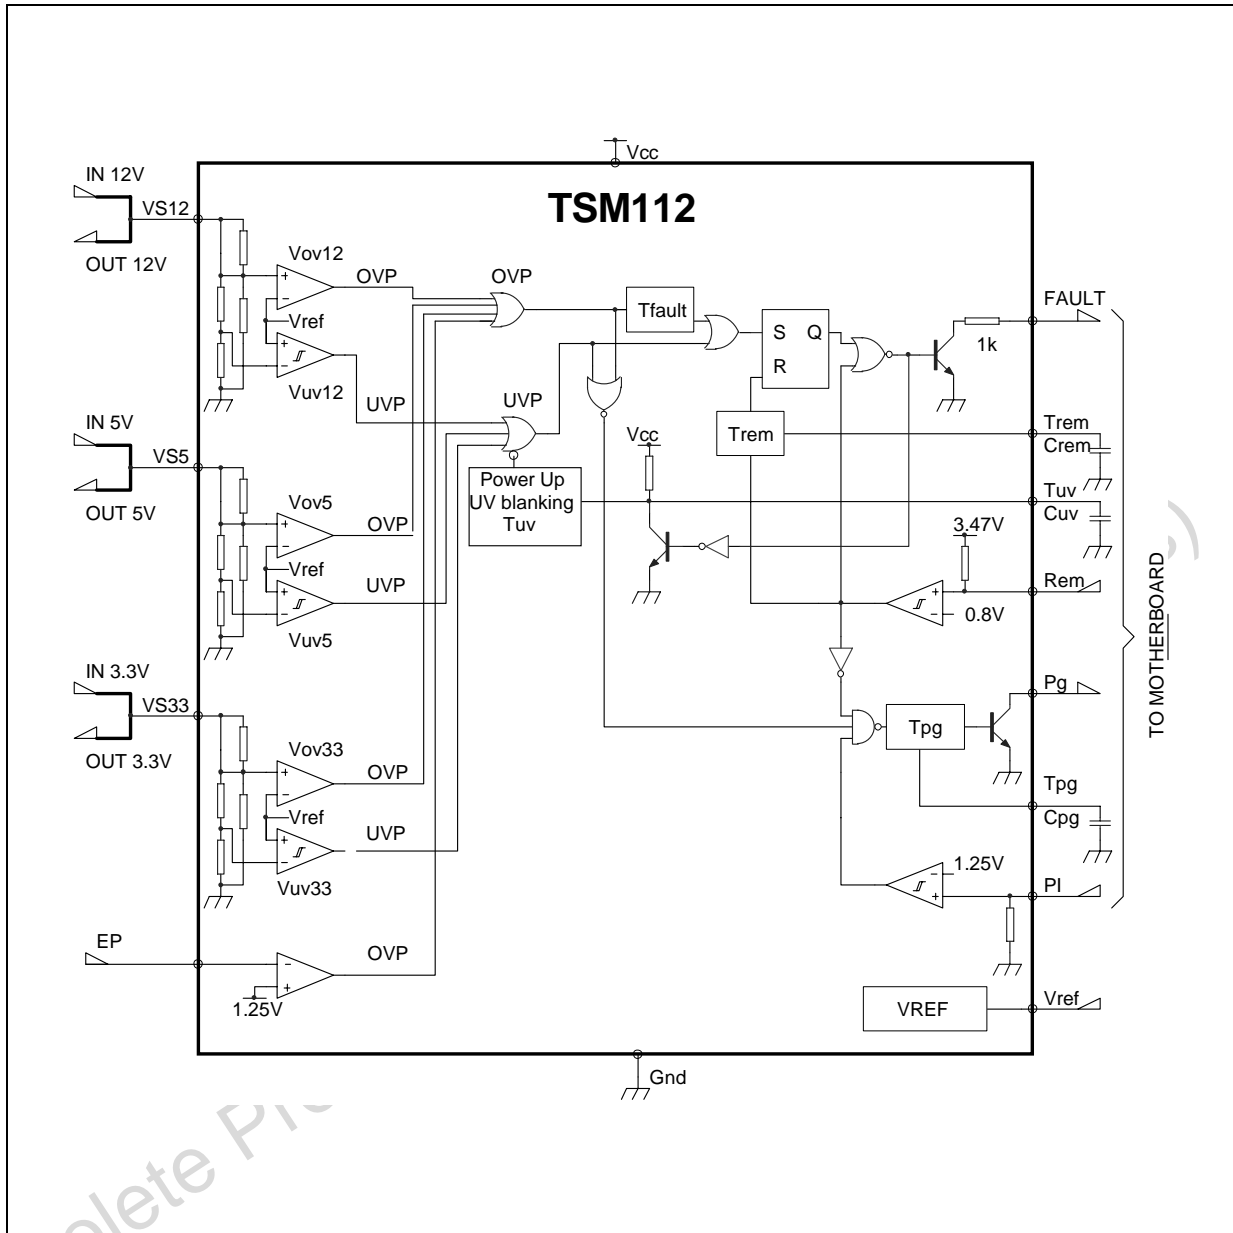 Vcc
TSM112
IN 12V
VS12
OUT 12V
Vov12
+
−
OVP
OVP
Vref
+
−
Vuv12
UVP
UVP
Tfault
S Q
R
FAULT
1k
Trem
Trem
Crem
Vcc
Power Up
UV blanking
Tuv
Tuv
Cuv
IN 5V
VS5
OUT 5V
Vov5
+
−
OVP
Vref
+
−
Vuv5
UVP
3.47V
Rem
+
−
0.8V
TO MOTHERBOARD
IN 3.3V
VS33
OUT 3.3V
Vov33
+
−
OVP
Vref
+
−
Vuv33
UVP
Pg
Tpg
Tpg
Cpg
1.25V
−
+
PI
EP
−
+
OVP
1.25V
VREF
Vref
Gnd